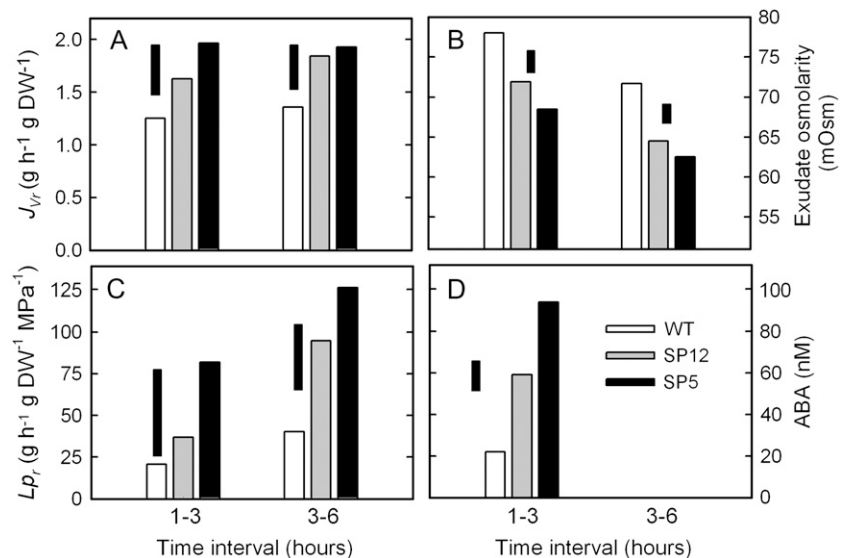 A
B
2.0
1.5
1.0
0.5
0.0
J_Vr (g h⁻¹ g DW-1)
80
75
70
65
60
55
Exudate osmolarity
(mOsm)
C
D
125
100
75
50
25
0
Lp_r (g h⁻¹ g DW⁻¹ MPa⁻¹)
WT
SP12
SP5
100
80
60
40
20
0
ABA (nM)
1-3 3-6
1-3 3-6
Time interval (hours)
Time interval (hours)